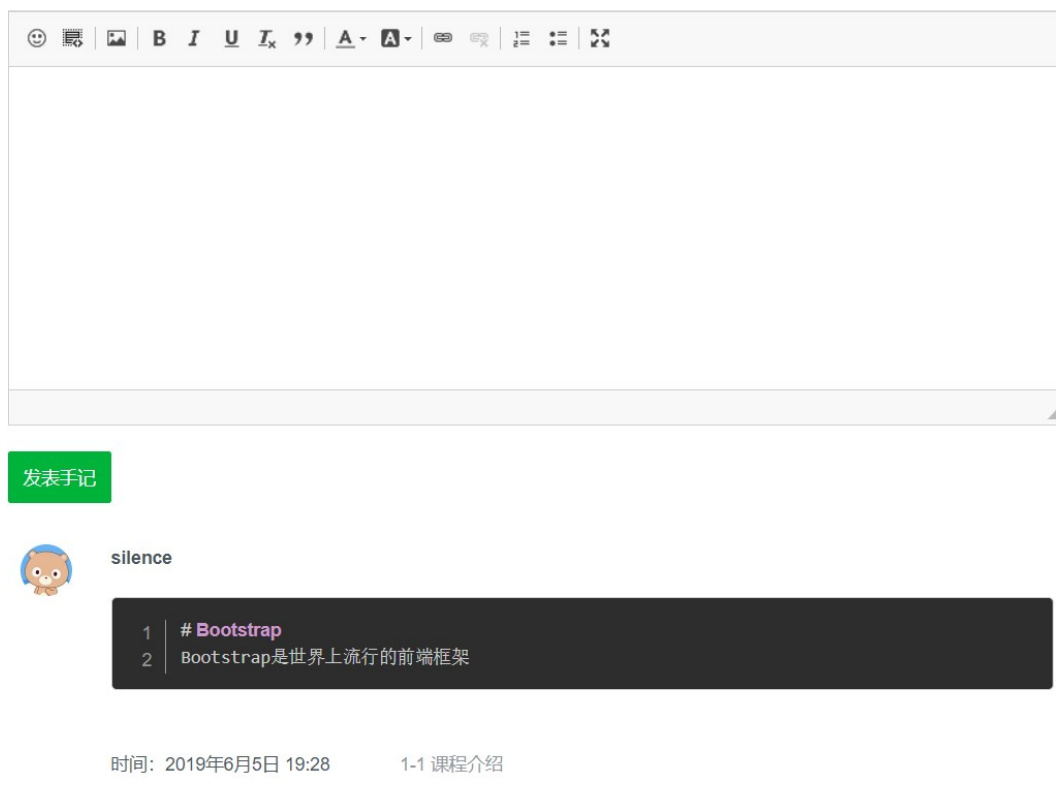 发表手记
silence
1 # Bootstrap
2 Bootstrap是世界上流行的前端框架
时间：2019年6月5日 19:28 1-1 课程介绍